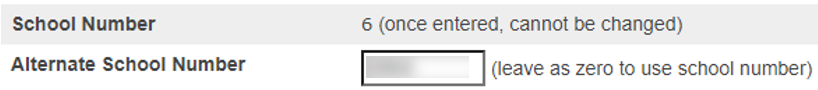 School Number 6 (once entered, cannot be changed)
Alternate School Number (leave as zero to use school number)